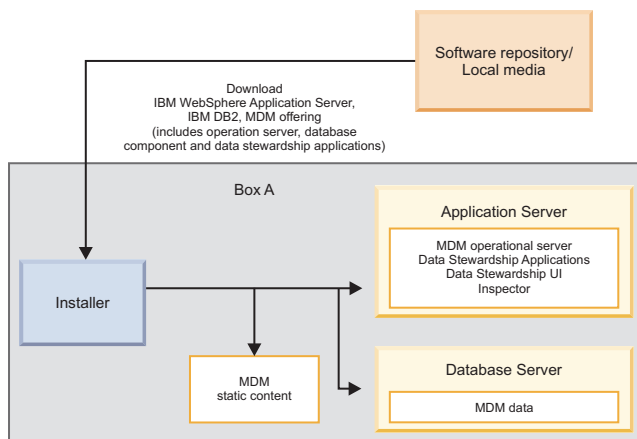 Software repository/
Local media
Download
IBM WebSphere Application Server,
IBM DB2, MDM offering
(includes operation server, database
component and data stewardship applications)
Box A
Application Server
MDM operational server
Data Stewardship Applications
Data Stewardship UI
Inspector
Installer
MDM
static content
Database Server
MDM data